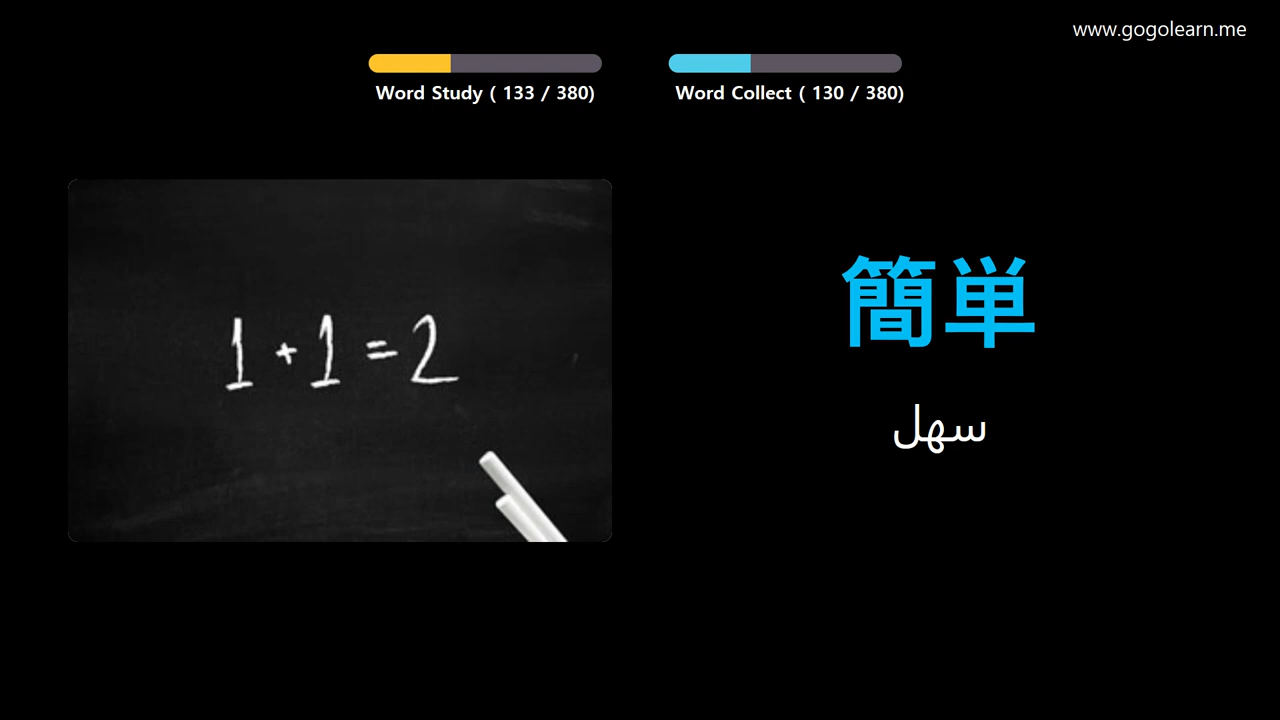 www.gogolearn.me
Word Study ( 133 / 380)
Word Collect ( 130 / 380)
1 + 1 = 2
簡単
سهل